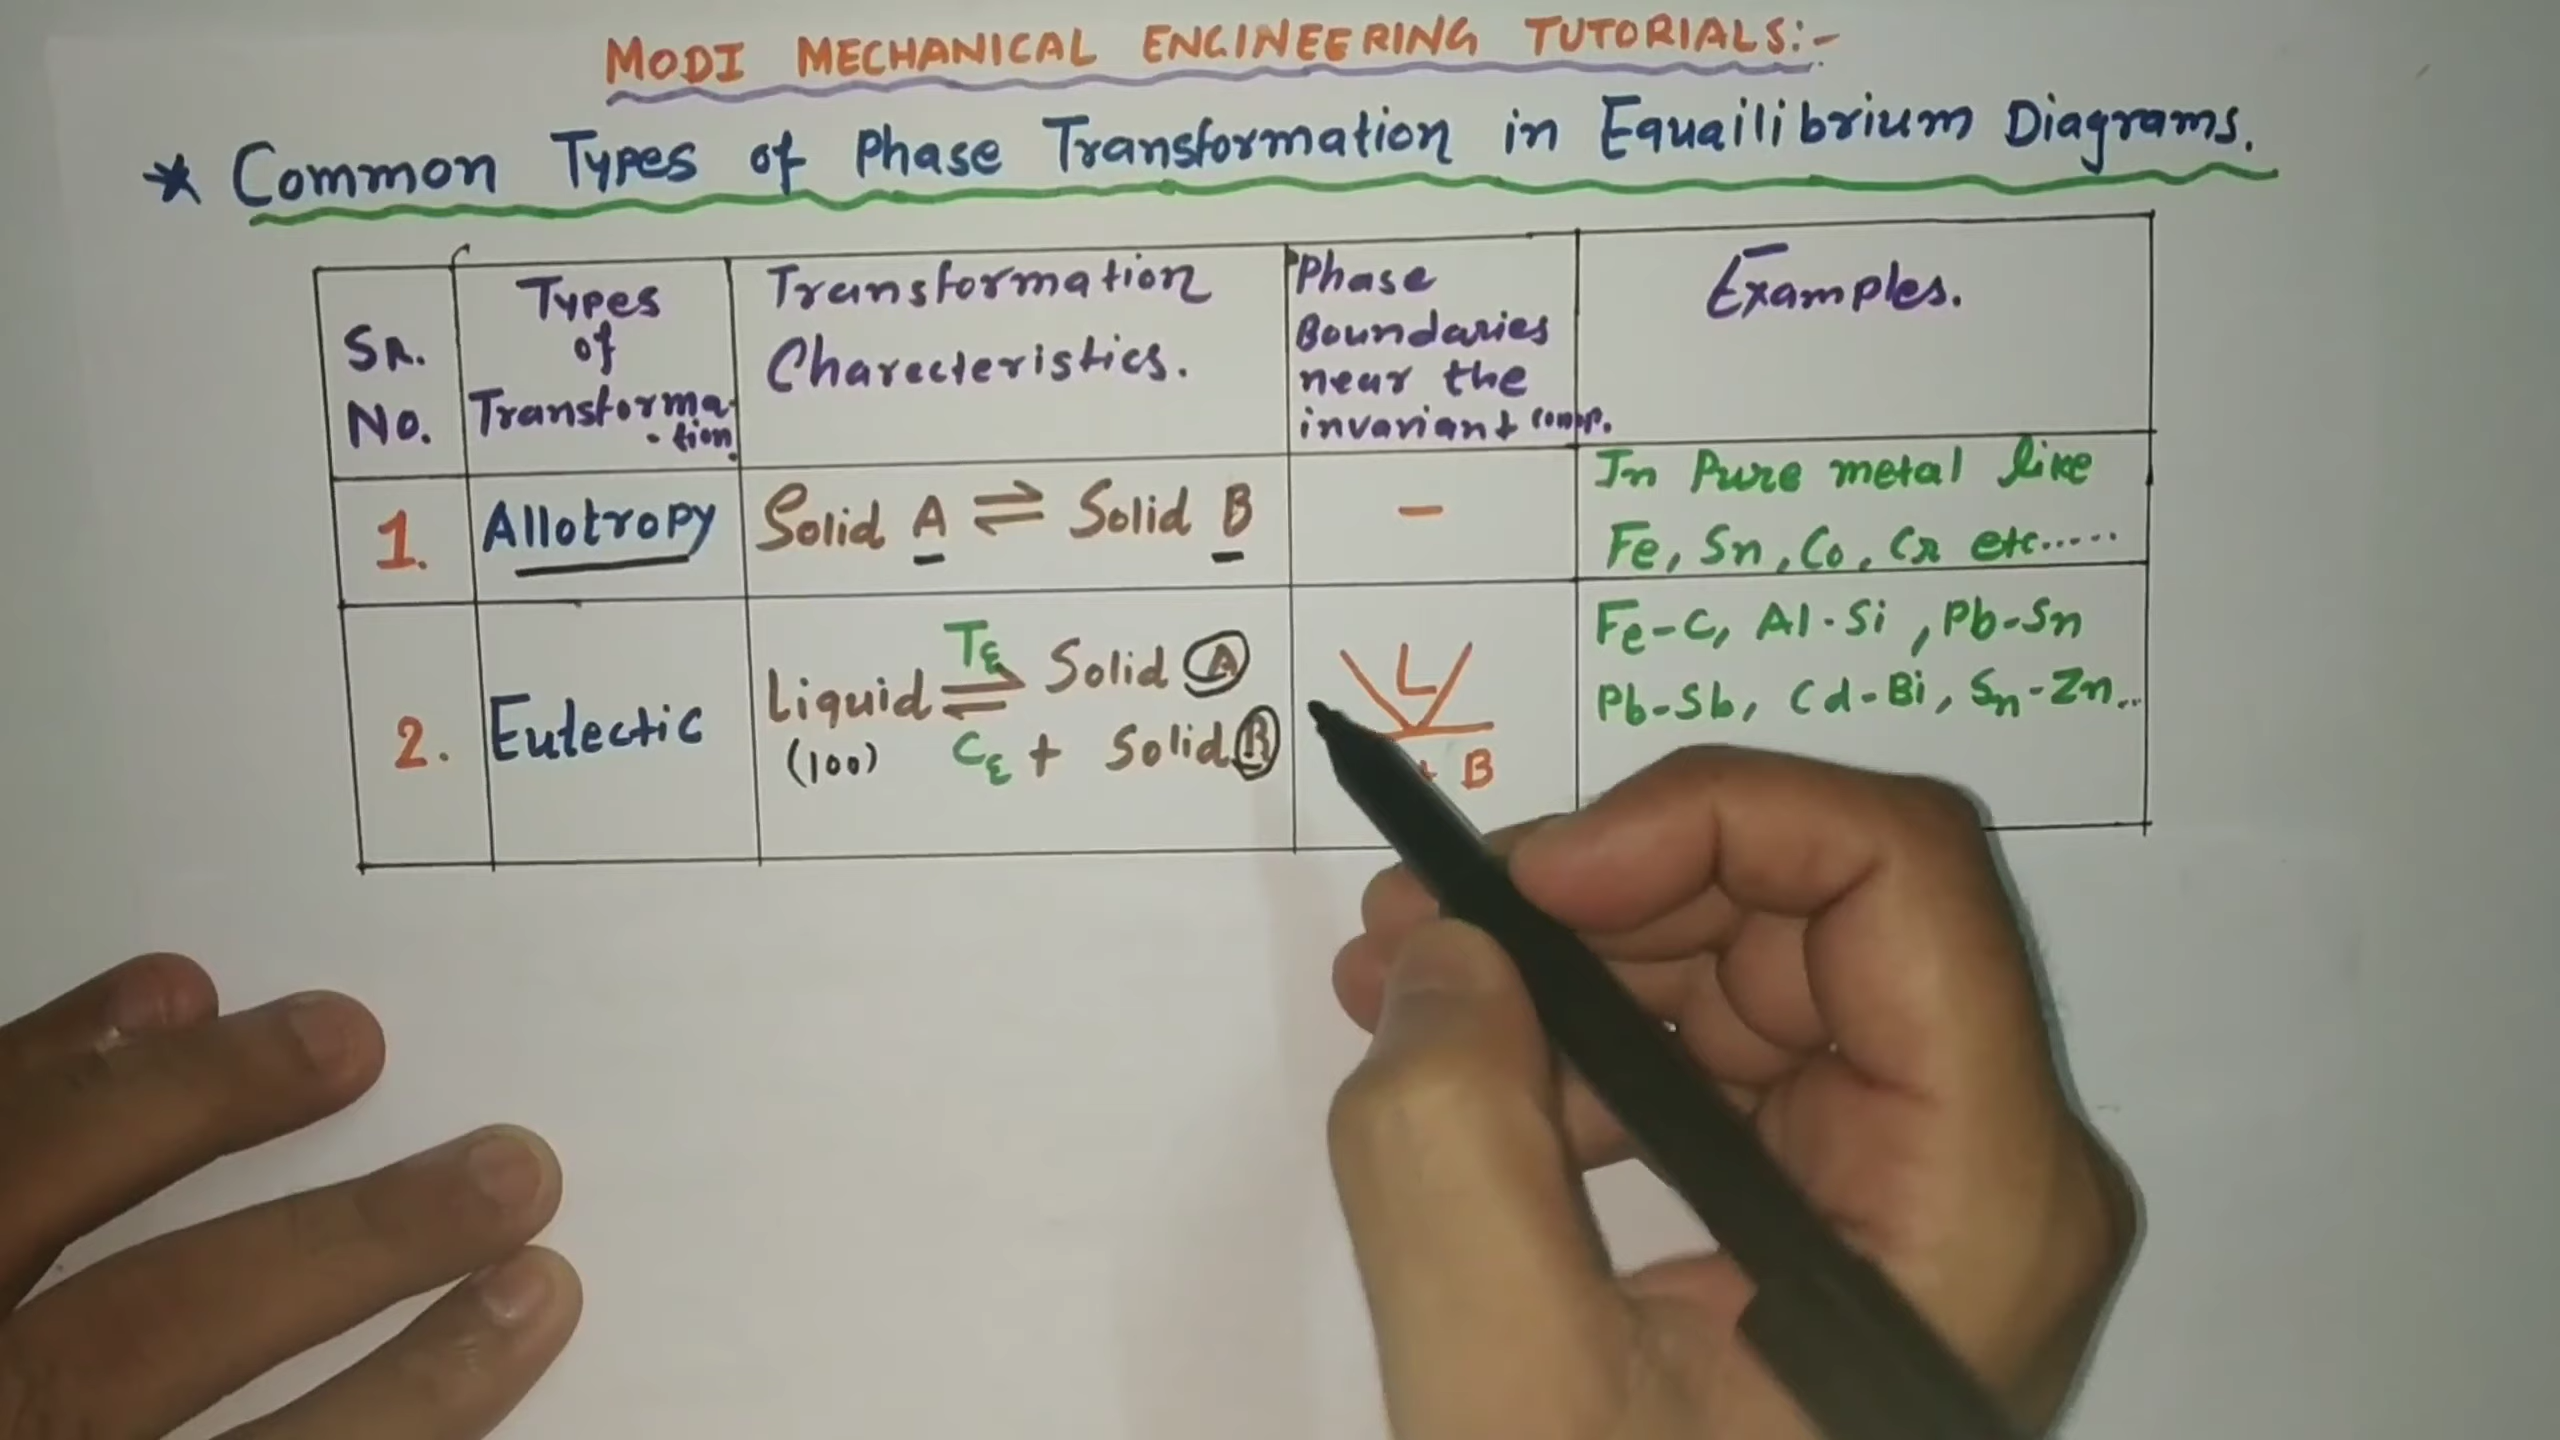 MODI MECHANICAL ENGINEERING TUTORIALS:-
* Common Types of Phase Transformation in Equailibrium Diagrams.
Sr.
No.
Types
of
Transforma-
-tion.
Transformation
Charecteristics.
Phase
Boundaries
near the
invariant comp.
Examples.
1.
Allotropy
Solid A ⇌ Solid B
-
In Pure metal like
Fe, Sn, Co, Cr etc.....
2.
Eutectic
TE
Liquid ⇌ Solid A
(100) CE + Solid B
L
+ B
Fe-C, Al-Si, Pb-Sn
Pb-Sb, Cd-Bi, Sn-Zn..